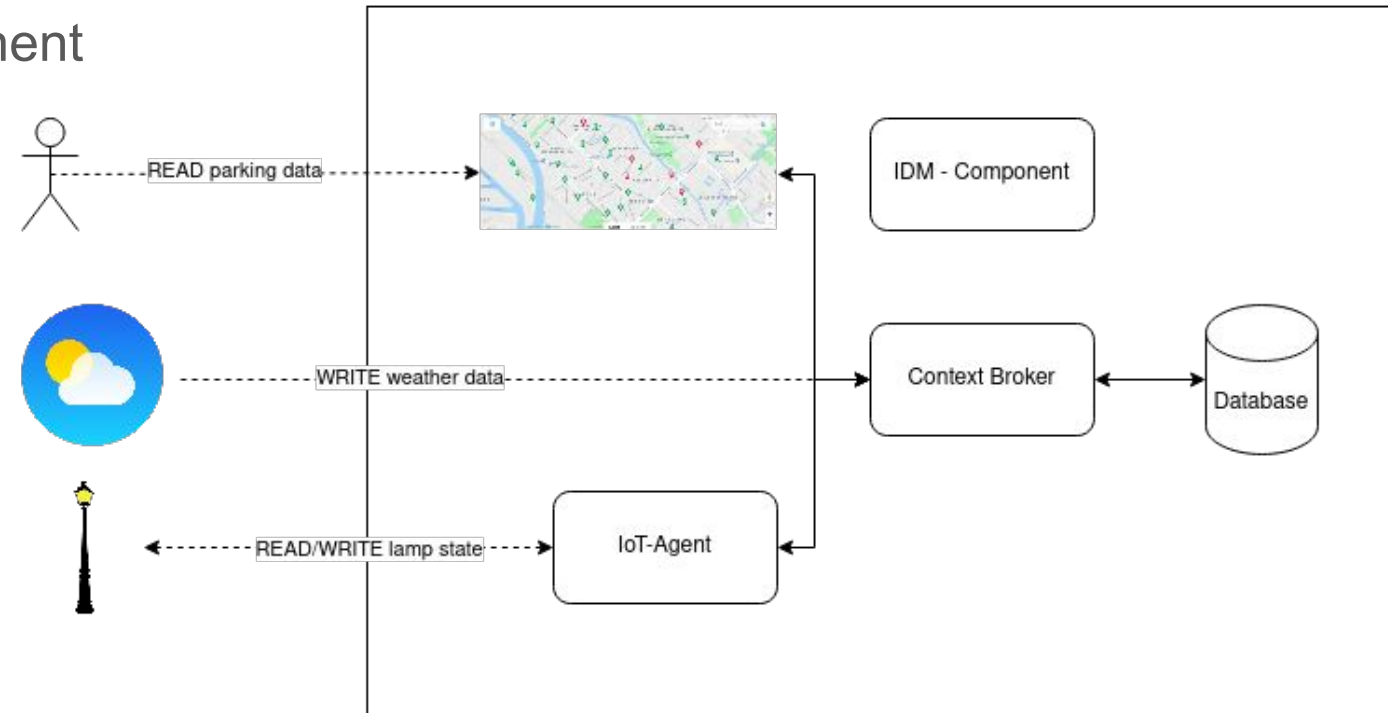 nent
READ parking data
IDM - Component
WRITE weather data
Context Broker
Database
READ/WRITE lamp state
IoT-Agent